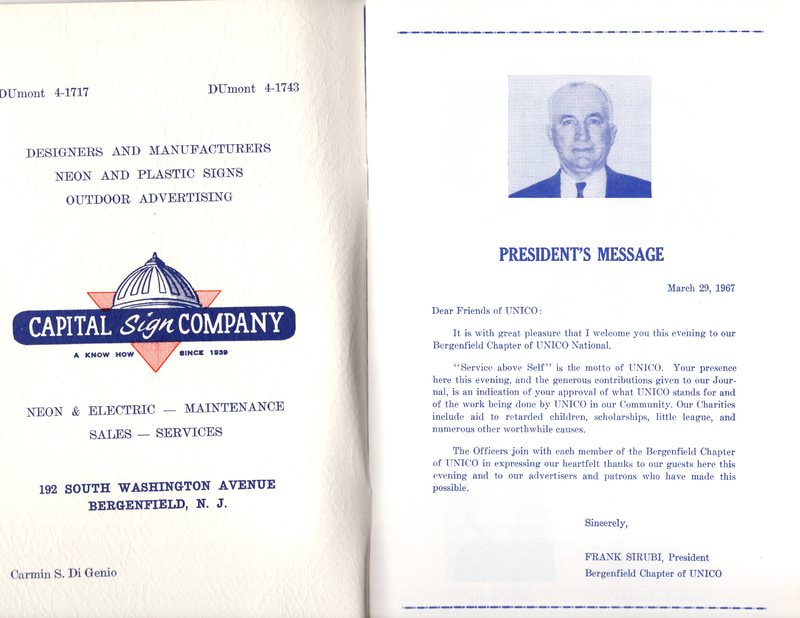 DUmont 4-1717
DUmont 4-1743
DESIGNERS AND MANUFACTURERS
NEON AND PLASTIC SIGNS
OUTDOOR ADVERTISING
CAPITAL Sign COMPANY
A KNOW HOW SINCE 1939
NEON & ELECTRIC — MAINTENANCE
SALES — SERVICES
192 SOUTH WASHINGTON AVENUE
BERGENFIELD, N. J.
Carmin S. Di Genio
PRESIDENT'S MESSAGE
March 29, 1967
Dear Friends of UNICO:
It is with great pleasure that I welcome you this evening to our
Bergenfield Chapter of UNICO National.
"Service above Self" is the motto of UNICO. Your presence
here this evening, and the generous contributions given to our Jour-
nal, is an indication of your approval of what UNICO stands for and
of the work being done by UNICO in our Community. Our Charities
include aid to retarded children, scholarships, little league, and
numerous other worthwhile causes.
The Officers join with each member of the Bergenfield Chapter
of UNICO in expressing our heartfelt thanks to our guests here this
evening and to our advertisers and patrons who have made this
possible.
Sincerely,
FRANK SIRUBI, President
Bergenfield Chapter of UNICO